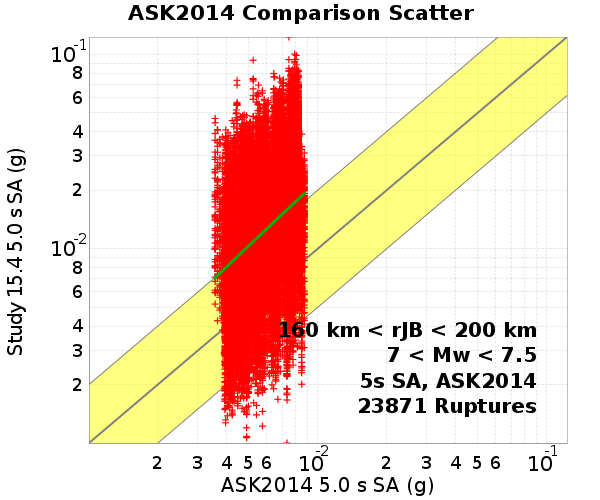 ASK2014 Comparison Scatter
Study 15.4 5.0 s SA (g)
10-1
8
6
4
3
2
10-2
8
6
4
3
2
160 km < rJB < 200 km
7 < Mw < 7.5
5s SA, ASK2014
23871 Ruptures
2 3 4 5 6 10-2 2 3 4 5 6 10-1
ASK2014 5.0 s SA (g)